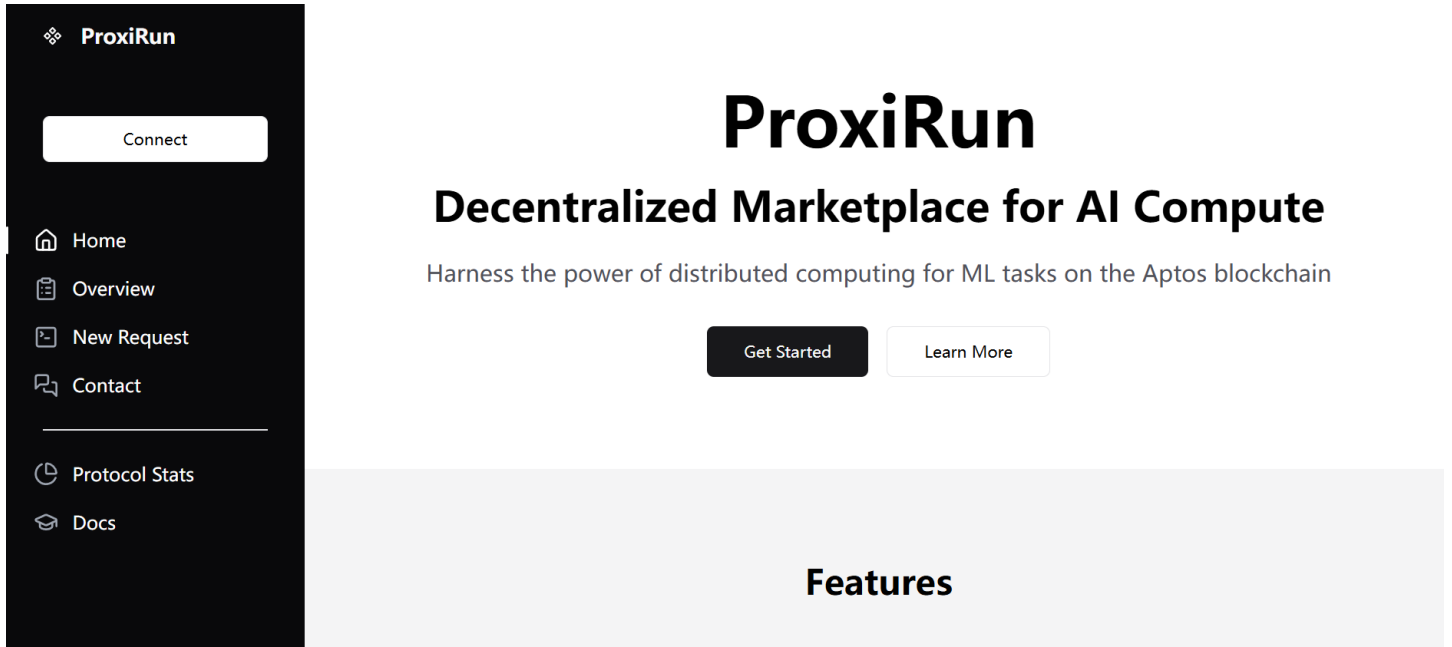 ProxiRun
Connect
Home
Overview
New Request
Contact
Protocol Stats
Docs
ProxiRun
Decentralized Marketplace for AI Compute
Harness the power of distributed computing for ML tasks on the Aptos blockchain
Get Started
Learn More
Features